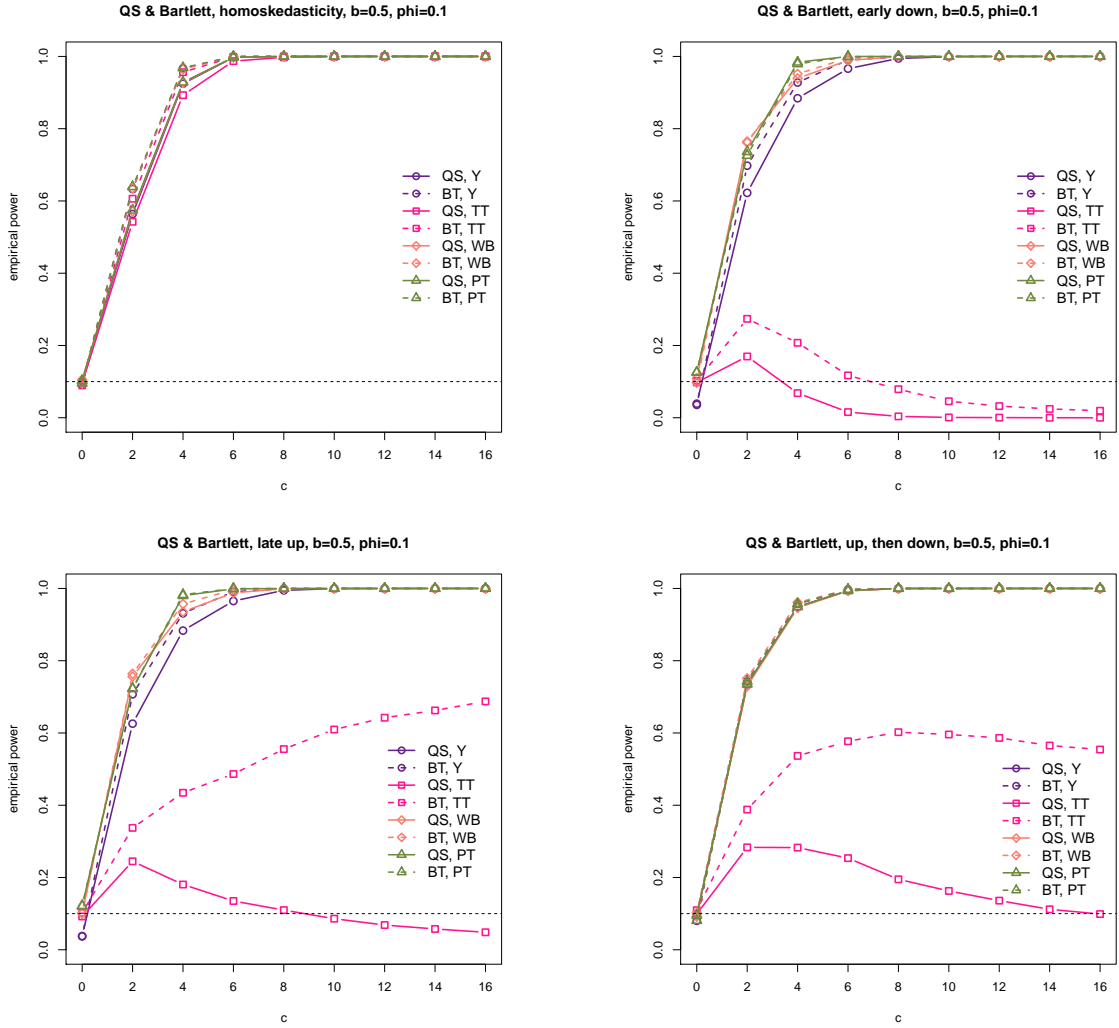 QS & Bartlett, homoskedasticity, b=0.5, phi=0.1
empirical power
1.0
0.8
0.6
0.4
0.2
0.0
QS, Y
BT, Y
QS, TT
BT, TT
QS, WB
BT, WB
QS, PT
BT, PT
0 2 4 6 8 10 12 14 16
c
QS & Bartlett, early down, b=0.5, phi=0.1
empirical power
1.0
0.8
0.6
0.4
0.2
0.0
QS, Y
BT, Y
QS, TT
BT, TT
QS, WB
BT, WB
QS, PT
BT, PT
0 2 4 6 8 10 12 14 16
c
QS & Bartlett, late up, b=0.5, phi=0.1
empirical power
1.0
0.8
0.6
0.4
0.2
0.0
QS, Y
BT, Y
QS, TT
BT, TT
QS, WB
BT, WB
QS, PT
BT, PT
0 2 4 6 8 10 12 14 16
c
QS & Bartlett, up, then down, b=0.5, phi=0.1
empirical power
1.0
0.8
0.6
0.4
0.2
0.0
QS, Y
BT, Y
QS, TT
BT, TT
QS, WB
BT, WB
QS, PT
BT, PT
0 2 4 6 8 10 12 14 16
c